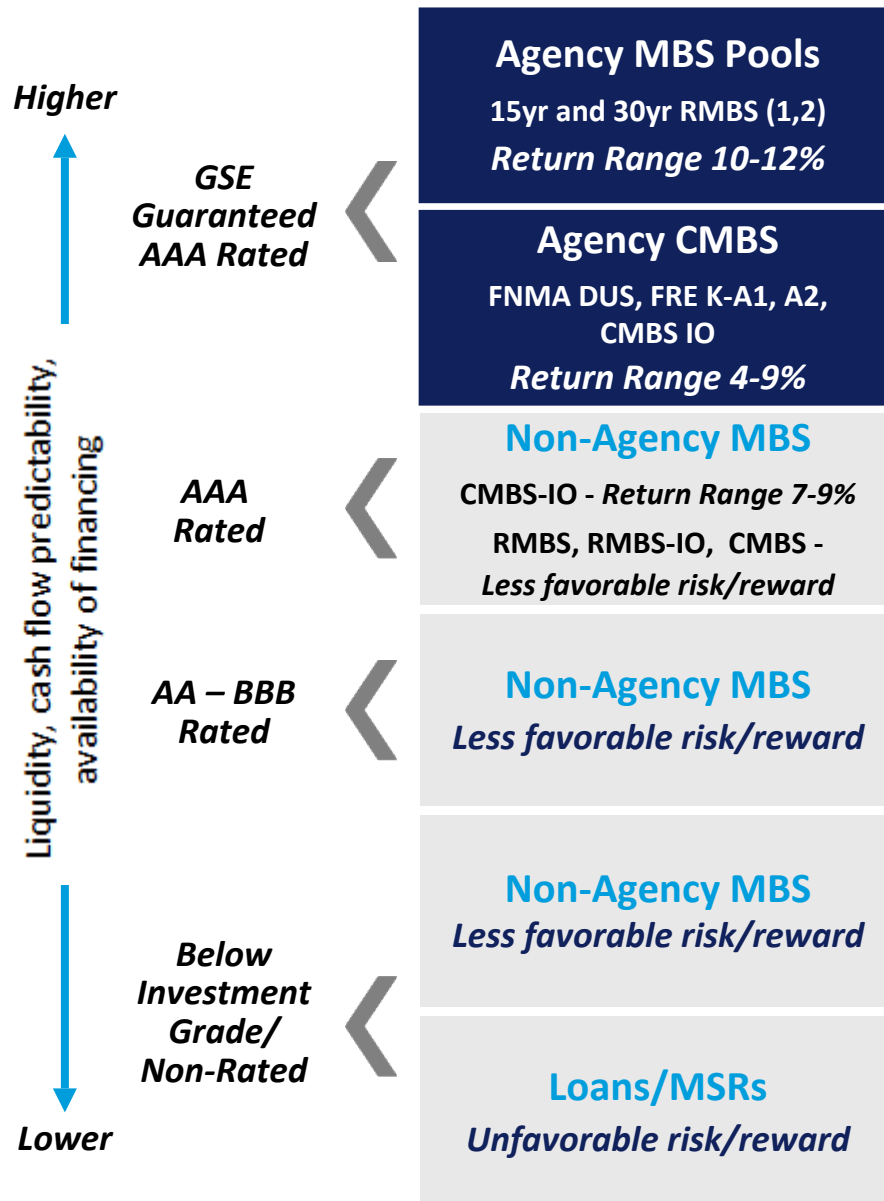 Higher
Liquidity, cash flow predictability,
availability of financing
Lower
GSE
Guaranteed
AAA Rated
Agency MBS Pools
15yr and 30yr RMBS (1,2)
Return Range 10-12%
Agency CMBS
FNMA DUS, FRE K-A1, A2,
CMBS IO
Return Range 4-9%
AAA
Rated
Non-Agency MBS
CMBS-IO - Return Range 7-9%
RMBS, RMBS-IO, CMBS -
Less favorable risk/reward
AA – BBB
Rated
Non-Agency MBS
Less favorable risk/reward
Below
Investment
Grade/
Non-Rated
Non-Agency MBS
Less favorable risk/reward
Loans/MSRs
Unfavorable risk/reward